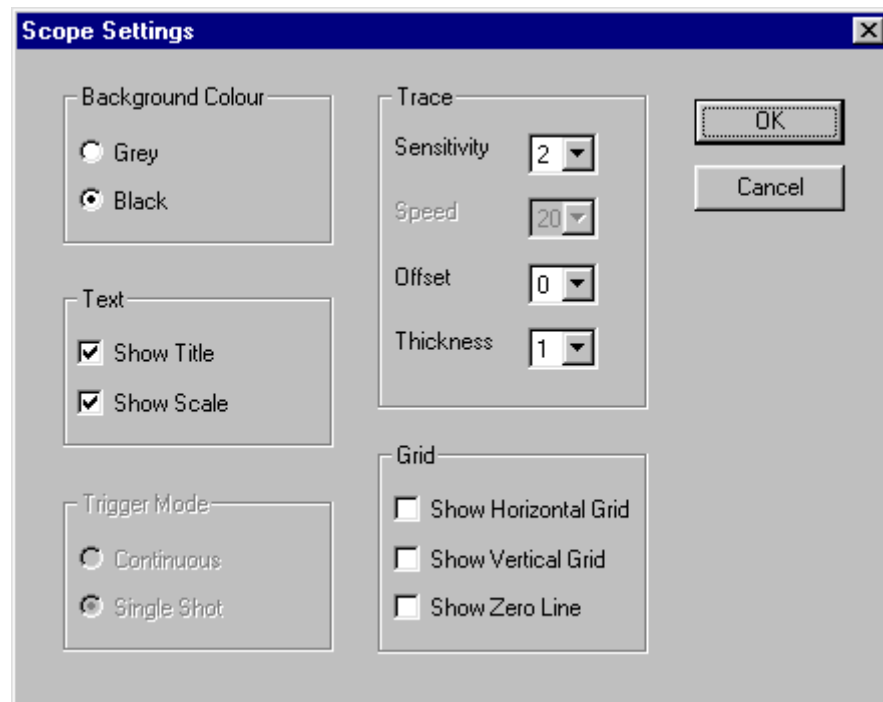 Scope Settings
Background Colour
Grey
Black
Text
Show Title
Show Scale
Trigger Mode
Continuous
Single Shot
Trace
Sensitivity 2
Speed 20
Offset 0
Thickness 1
Grid
Show Horizontal Grid
Show Vertical Grid
Show Zero Line
OK
Cancel